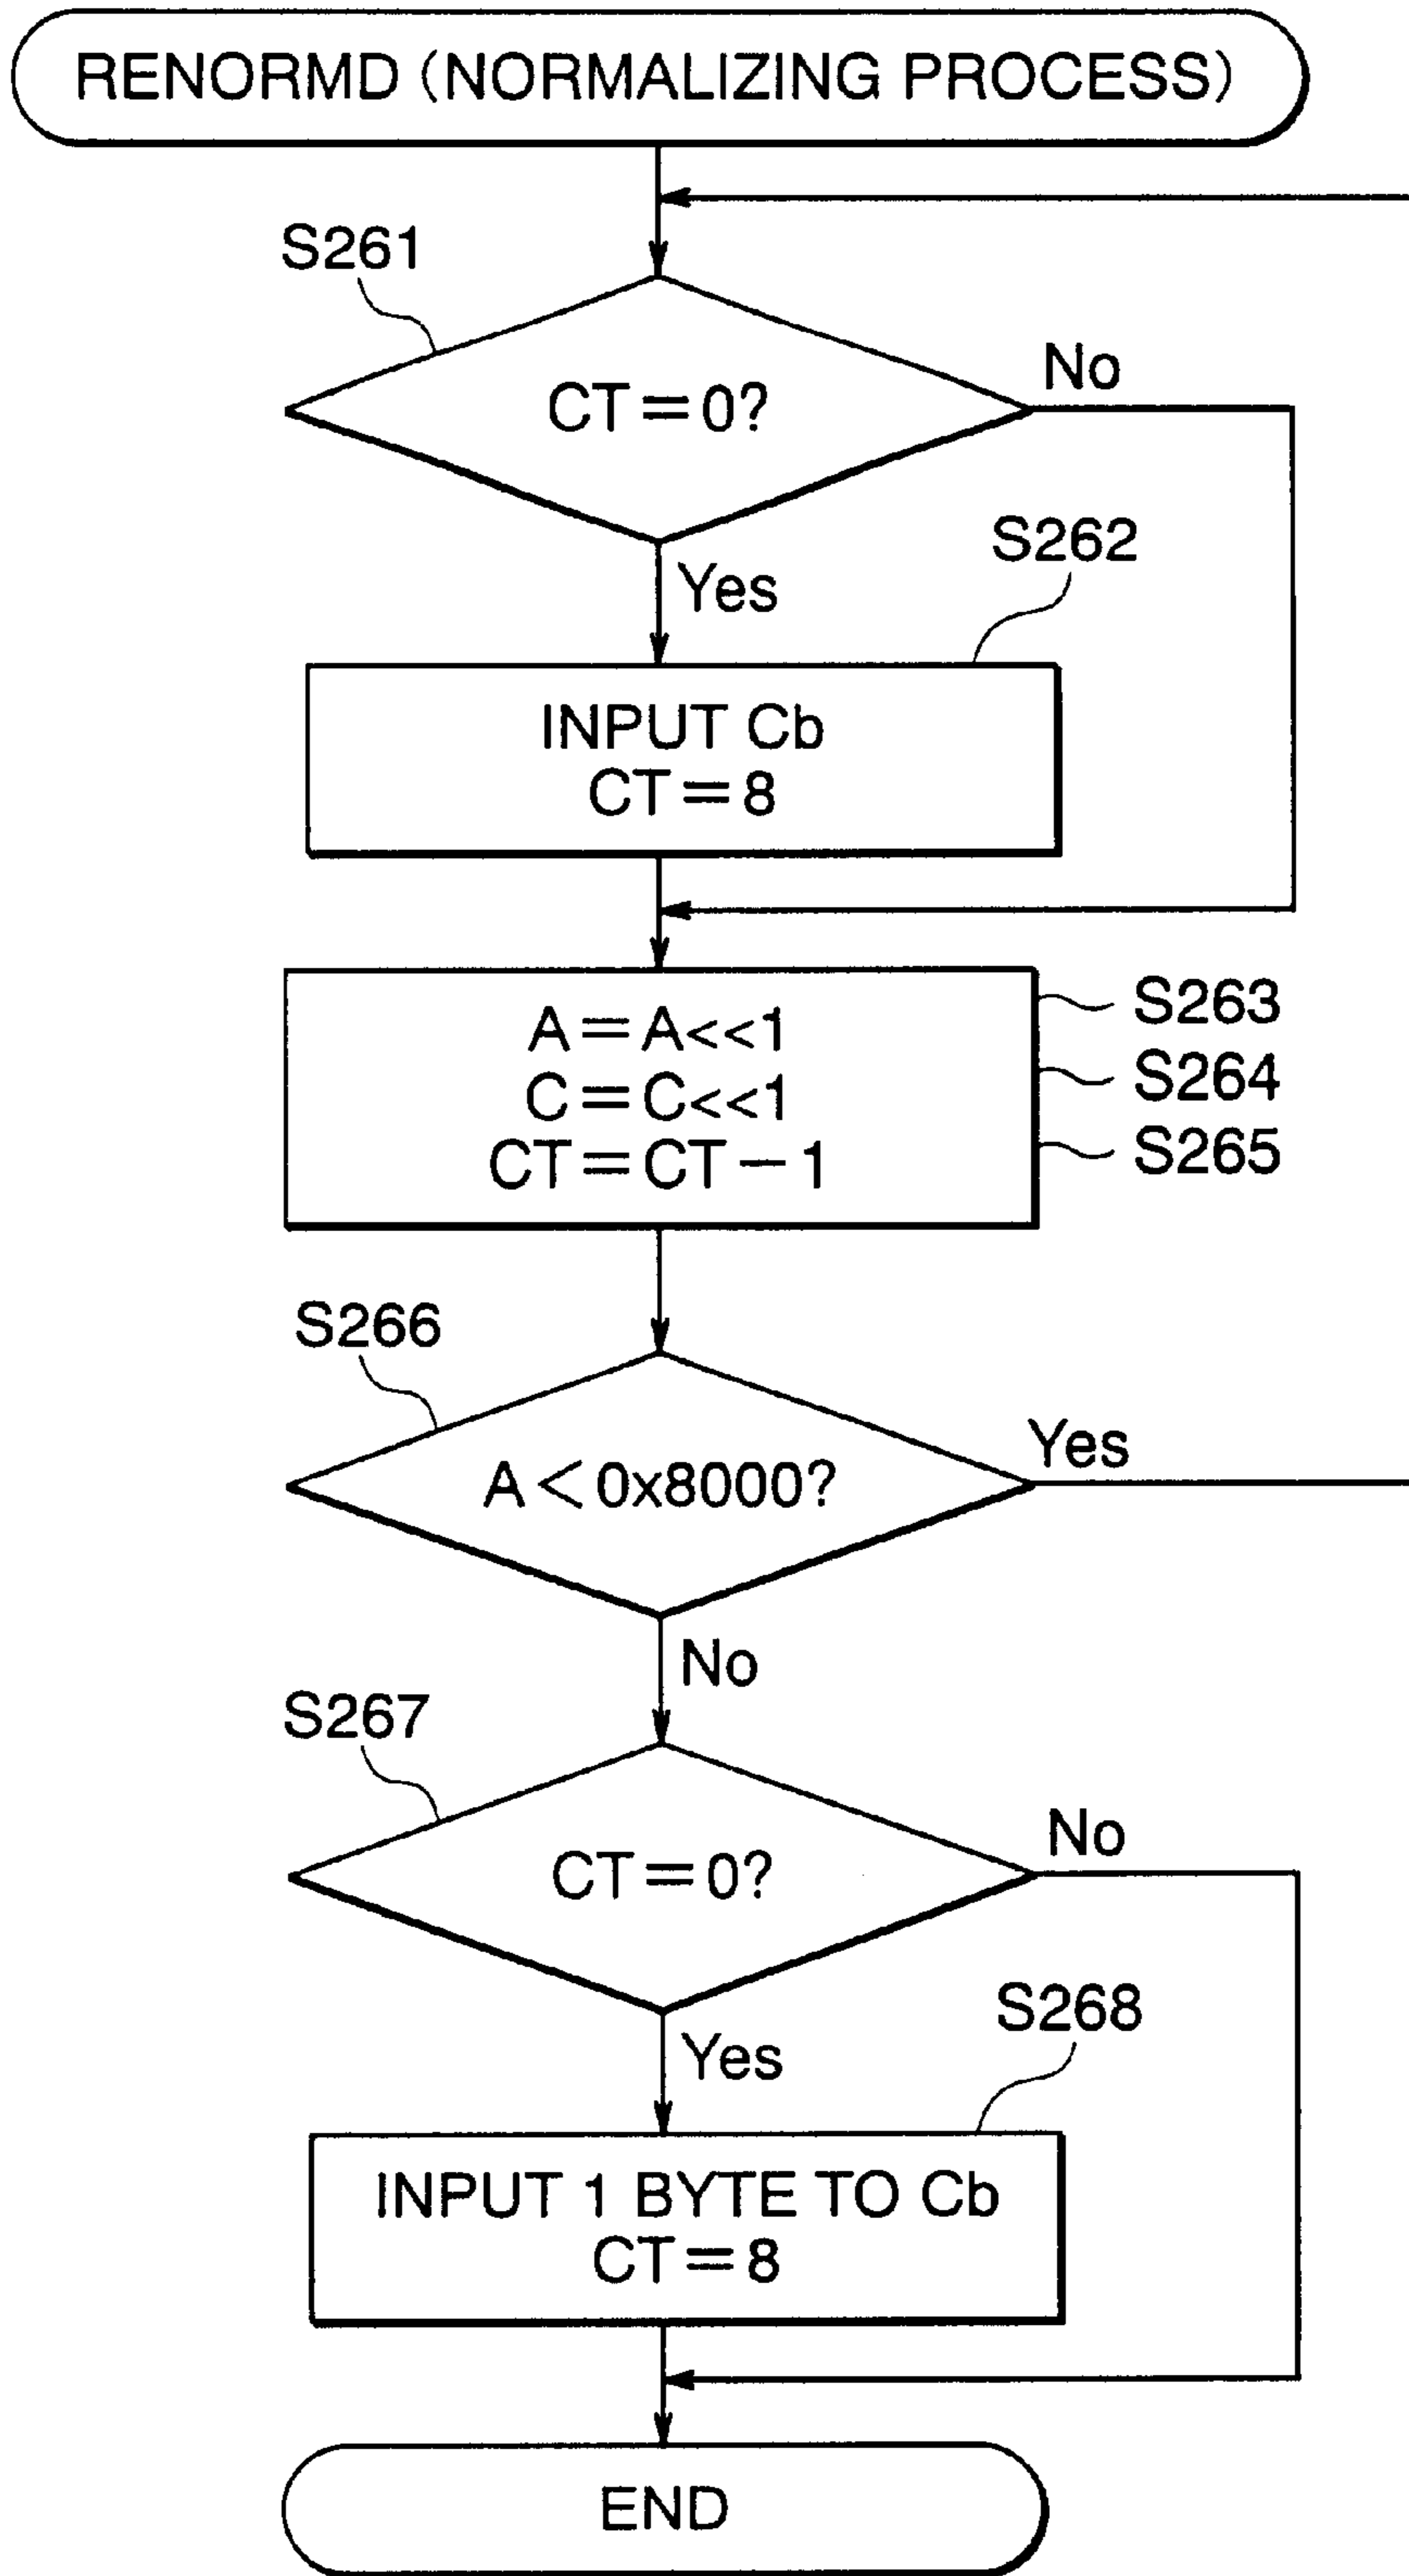 RENORMD (NORMALIZING PROCESS)
S261
CT=0?
No
Yes
S262
INPUT Cb
CT=8
A=A<<1
S263
C=C<<1
S264
CT=CT-1
S265
S266
A<0x8000?
Yes
No
S267
CT=0?
No
Yes
S268
INPUT 1 BYTE TO Cb
CT=8
END